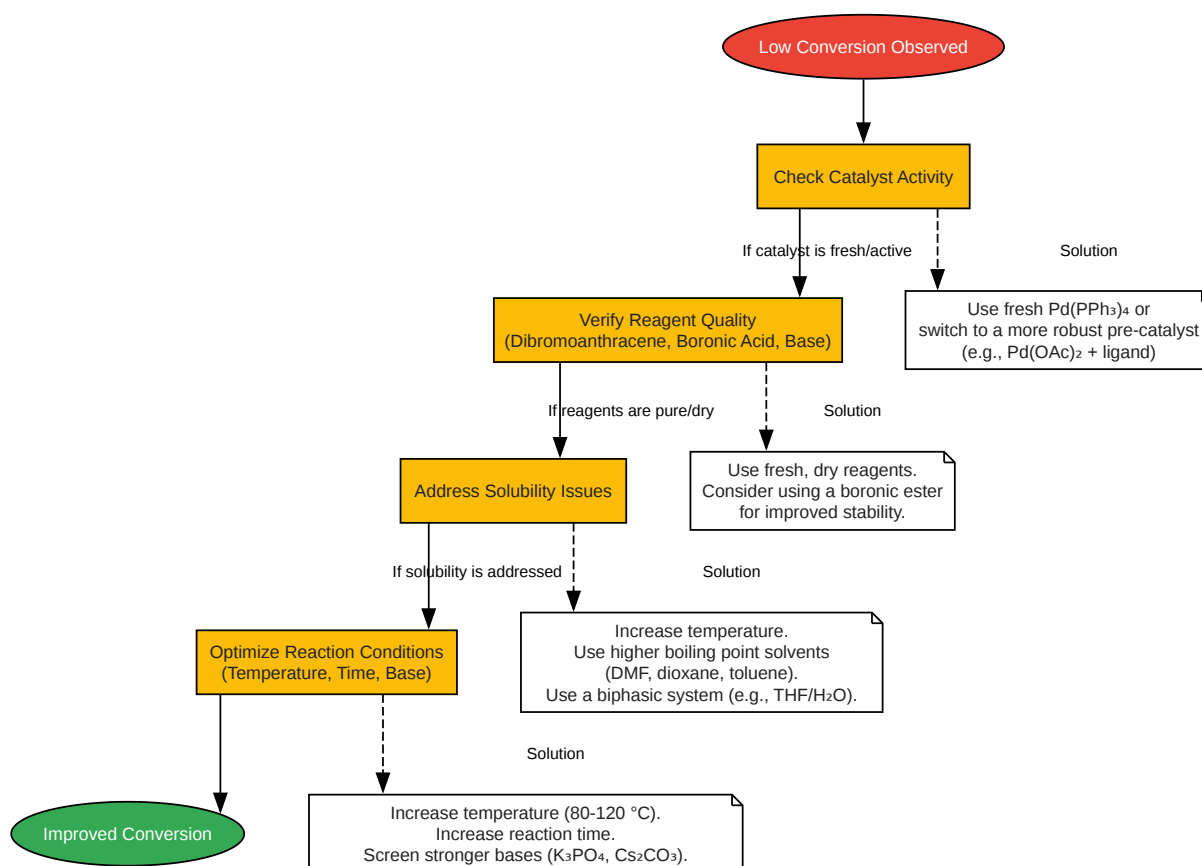 Low Conversion Observed
Check Catalyst Activity
If catalyst is fresh/active
Solution
Verify Reagent Quality
(Dibromoanthracene, Boronic Acid, Base)
Use fresh Pd(PPh₃)₄ or
switch to a more robust pre-catalyst
(e.g., Pd(OAc)₂ + ligand)
If reagents are pure/dry
Solution
Address Solubility Issues
Use fresh, dry reagents.
Consider using a boronic ester
for improved stability.
If solubility is addressed
Solution
Optimize Reaction Conditions
(Temperature, Time, Base)
Increase temperature.
Use higher boiling point solvents
(DMF, dioxane, toluene).
Use a biphasic system (e.g., THF/H₂O).
Solution
Improved Conversion
Increase temperature (80-120 °C).
Increase reaction time.
Screen stronger bases (K₃PO₄, Cs₂CO₃).